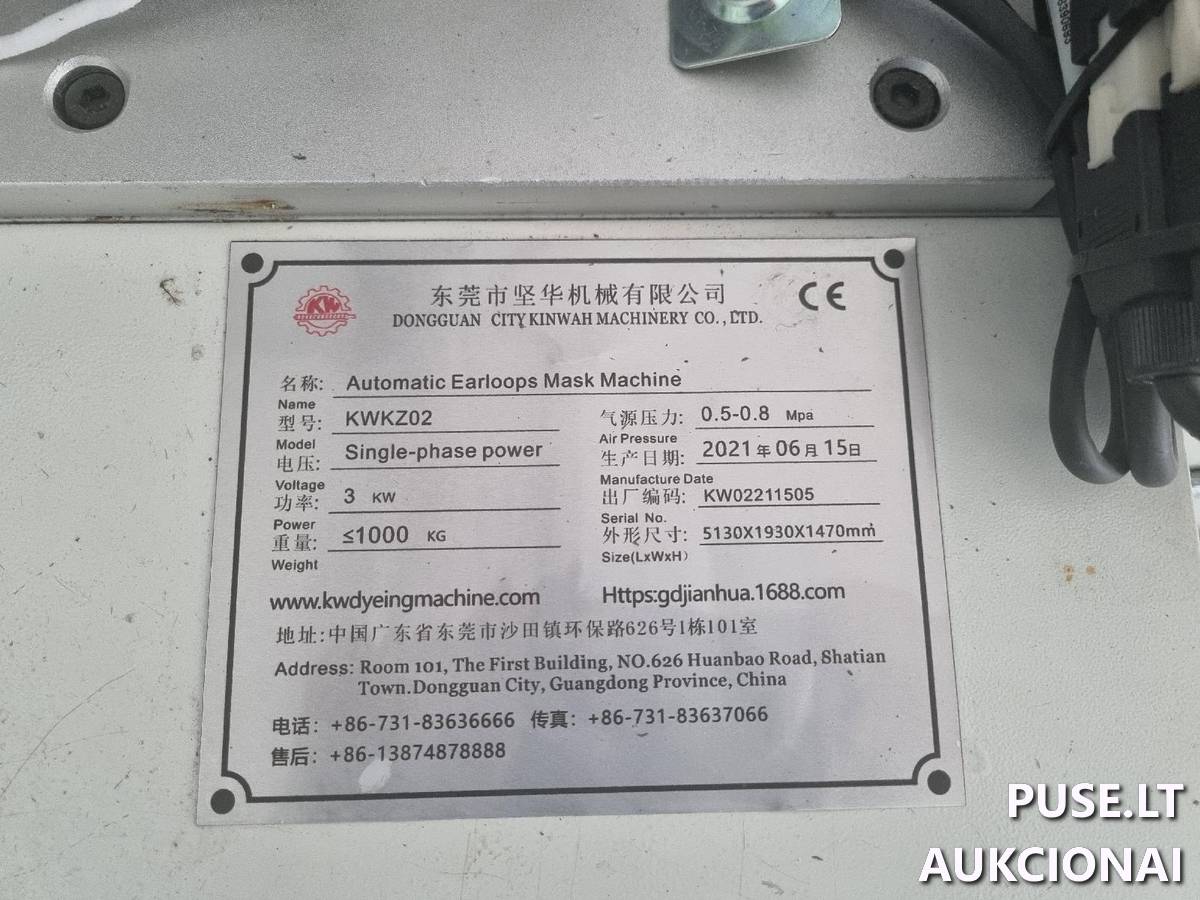 东莞市坚华机械有限公司
DONGGUAN CITY KINWAH MACHINERY CO.,LTD.
CE
KW
名称: Automatic Earloops Mask Machine
Name
型号: KWKZ02
Model
气源压力: 0.5-0.8 Mpa
Air Pressure
电压: Single-phase power
Voltage
生产日期: 2021年06月15日
Manufacture Date
功率: 3 KW
Power
出厂编码: KW02211505
Serial No.
重量: ≤1000 KG
Weight
外形尺寸: 5130X1930X1470mm
Size(LxWxH)
www.kwdyeingmachine.com Https:gdjianhua.1688.com
地址:中国广东省东莞市沙田镇环保路626号1栋101室
Address: Room 101, The First Building, NO.626 Huanbao Road, Shatian
Town.Dongguan City, Guangdong Province, China
电话: +86-731-83636666 传真: +86-731-83637066
售后: +86-13874878888
PUSE.LT
AUKCIONAI